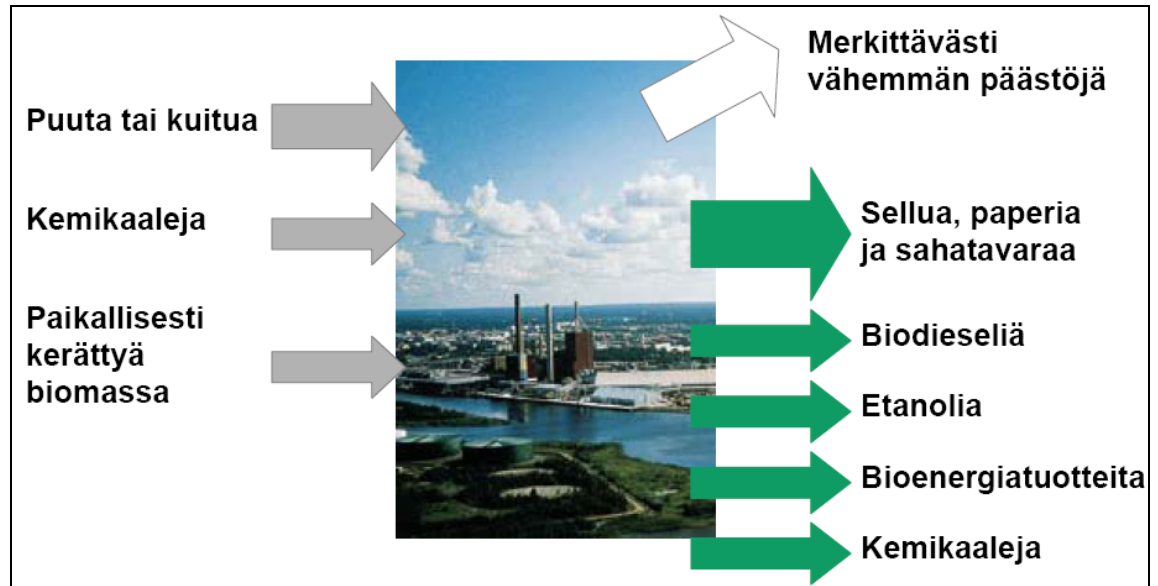 Puuta tai kuitua
Kemikaaleja
Paikallisesti
kerättyä
biomassa
Merkittävästi
vähemmän päästöjä
Sellua, paperia
ja sahatavaraa
Biodieseliä
Etanolia
Bioenergiatuotteita
Kemikaaleja